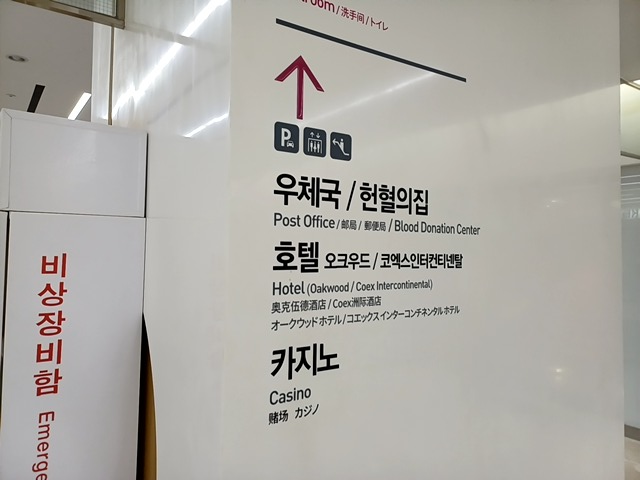 / 洗手间 / トイレ
P
우체국 / 헌혈의집
Post Office / 邮局 / 郵便局 / Blood Donation Center
호텔 오크우드 / 코엑스인터컨티넨탈
Hotel (Oakwood / Coex Intercontinental)
奥克伍德酒店 / Coex洲际酒店
オークウッド ホテル / コエックス インターコンチネンタル ホテル
카지노
Casino
赌场 カジノ
비상장비함 Emerge